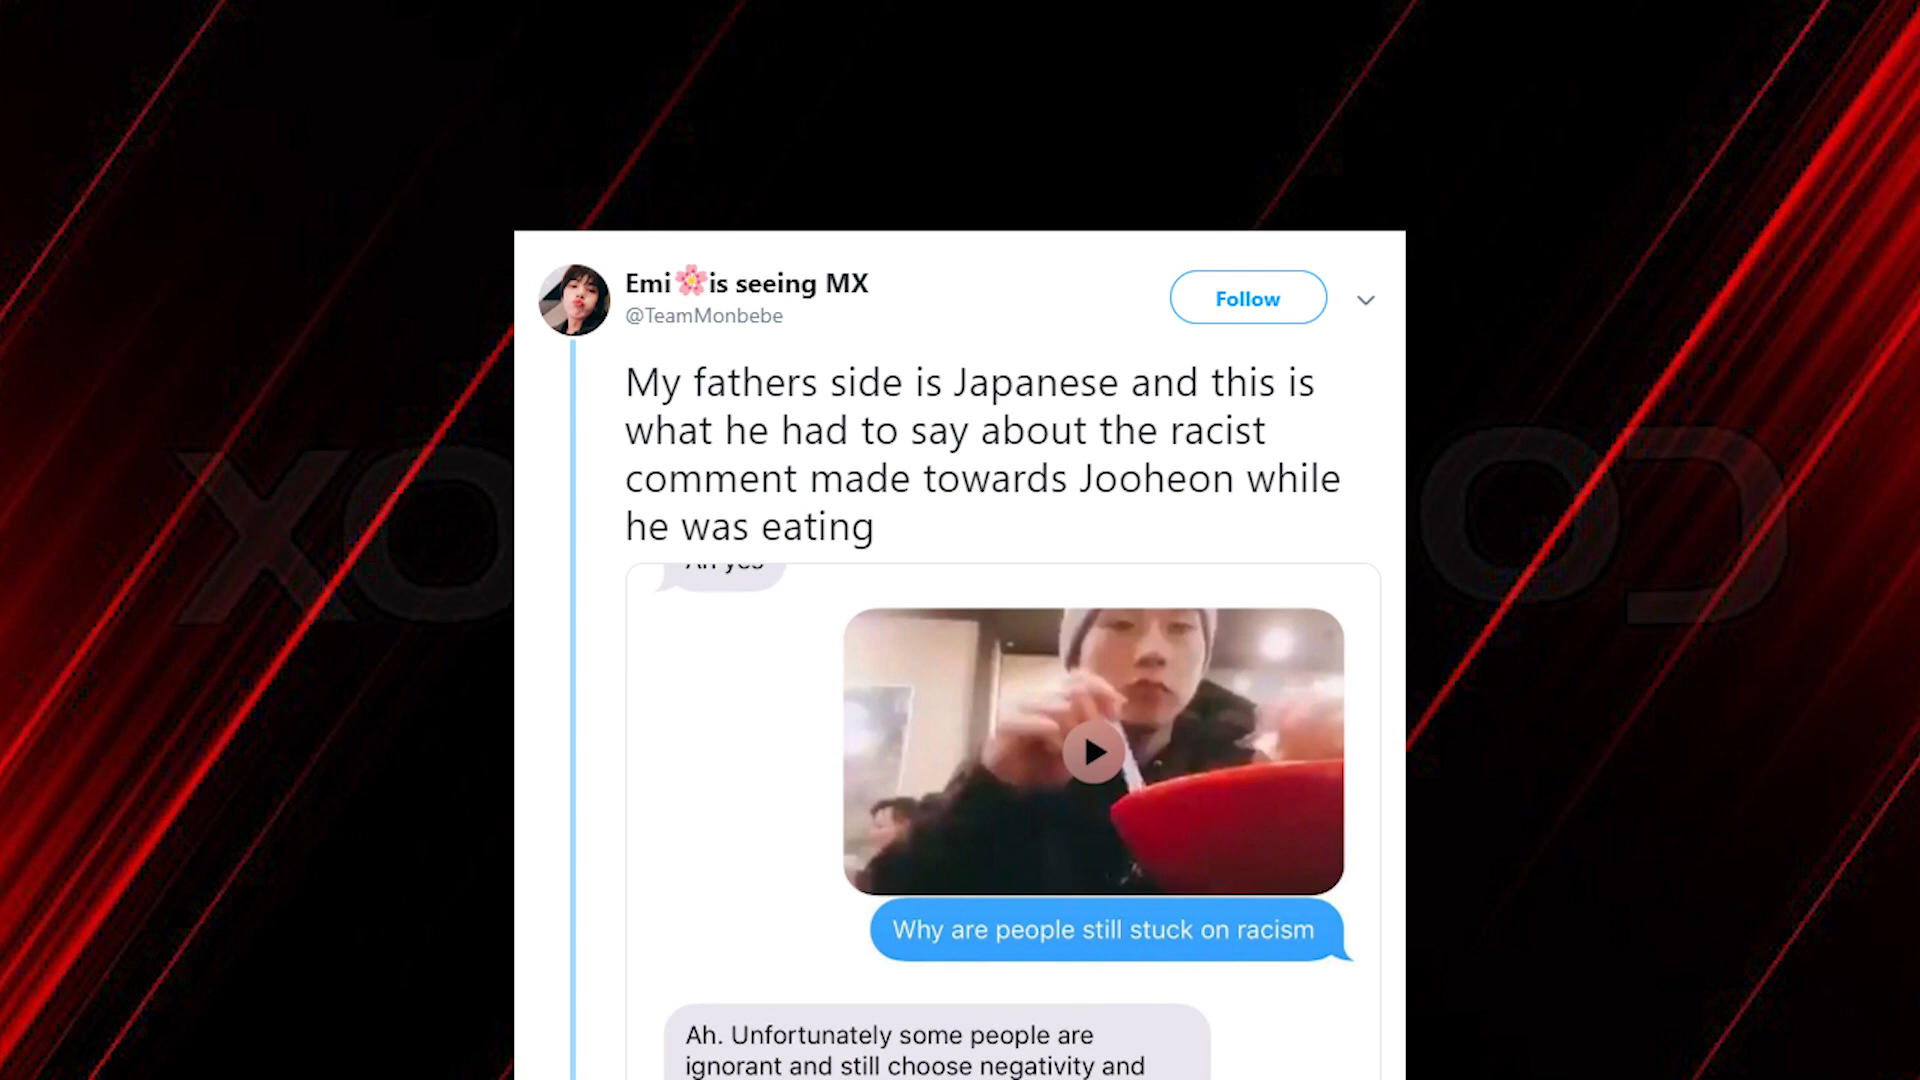 Emi🌸is seeing MX
@TeamMonbebe
Follow
My fathers side is Japanese and this is
what he had to say about the racist
comment made towards Jooheon while
he was eating
Ah yes
Why are people still stuck on racism
Ah. Unfortunately some people are
ignorant and still choose negativity and